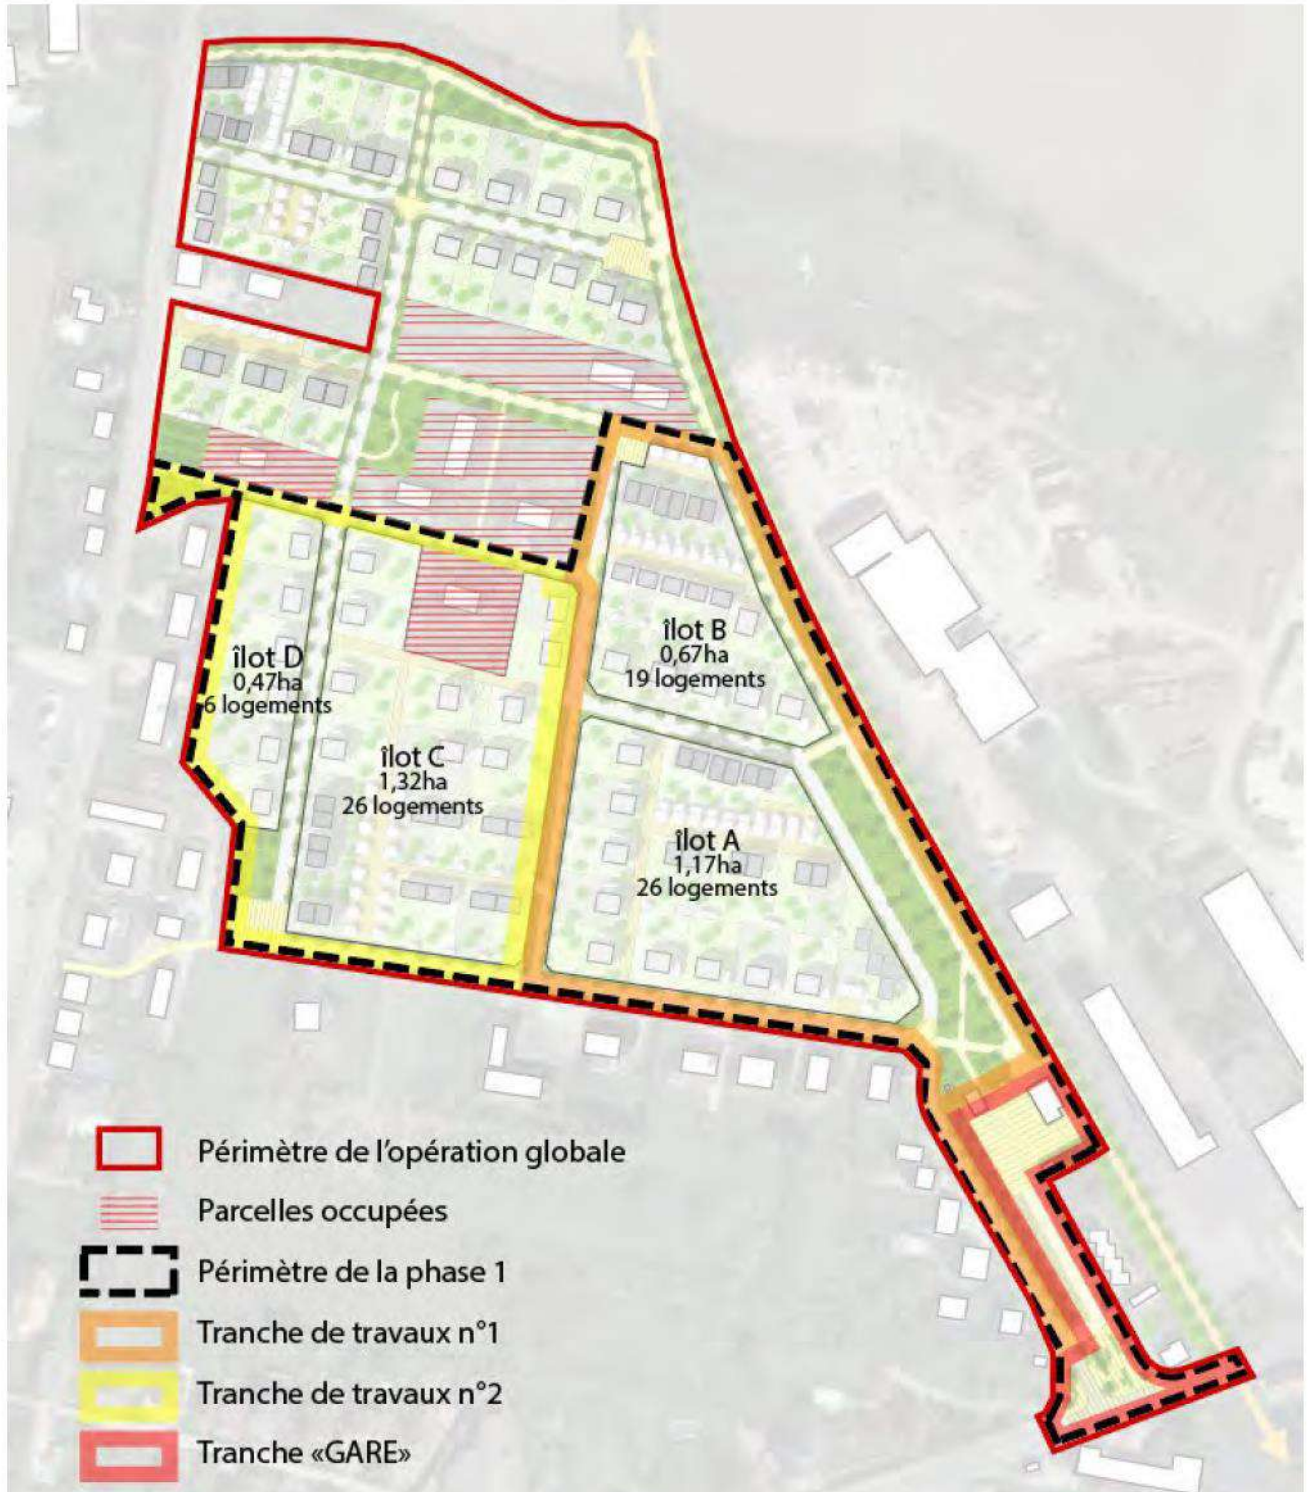 îlot B
0,67ha
19 logements
îlot D
0,47ha
6 logements
îlot C
1,32ha
26 logements
îlot A
1,17ha
26 logements
Périmètre de l'opération globale
Parcelles occupées
Périmètre de la phase 1
Tranche de travaux n°1
Tranche de travaux n°2
Tranche «GARE»